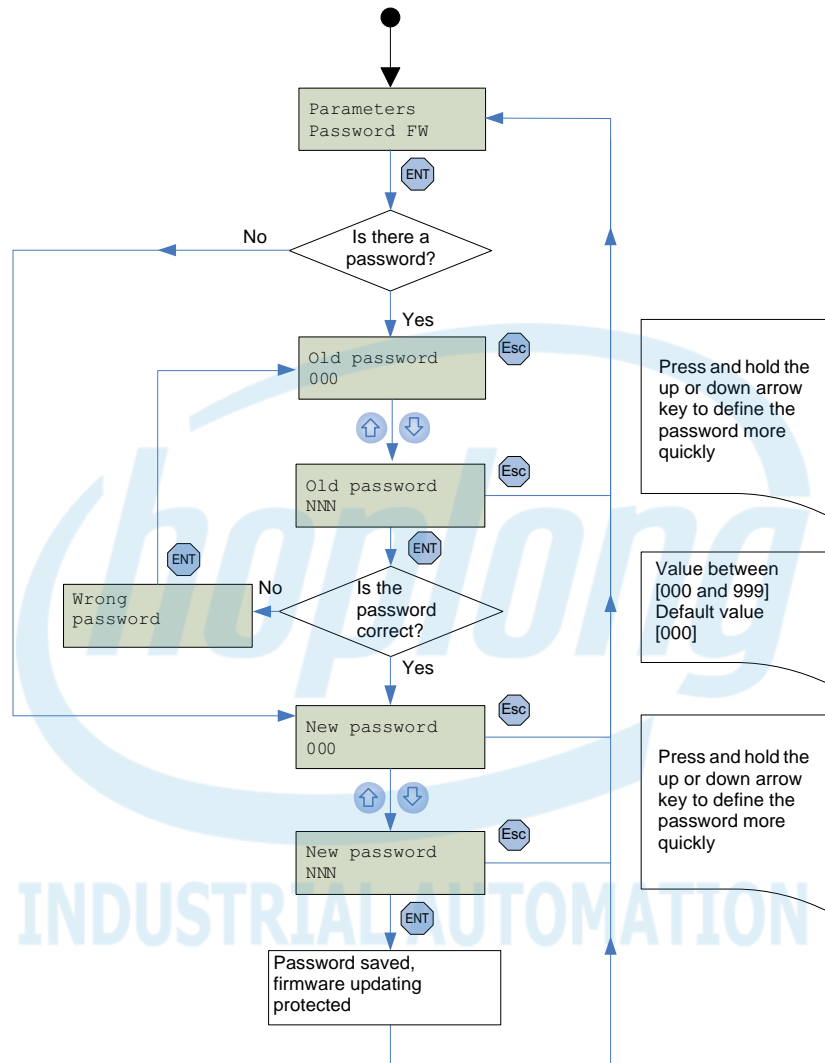 Parameters
Password FW
ENT
No
Is there a
password?
Yes
Old password
000
Esc
Press and hold the
up or down arrow
key to define the
password more
quickly
Old password
NNN
Esc
ENT
ENT
Wrong
password
No
Is the
password
correct?
Value between
[000 and 999]
Default value
[000]
Yes
New password
000
Esc
Press and hold the
up or down arrow
key to define the
password more
quickly
New password
NNN
Esc
ENT
Password saved,
firmware updating
protected
hoplong
INDUSTRIAL AUTOMATION